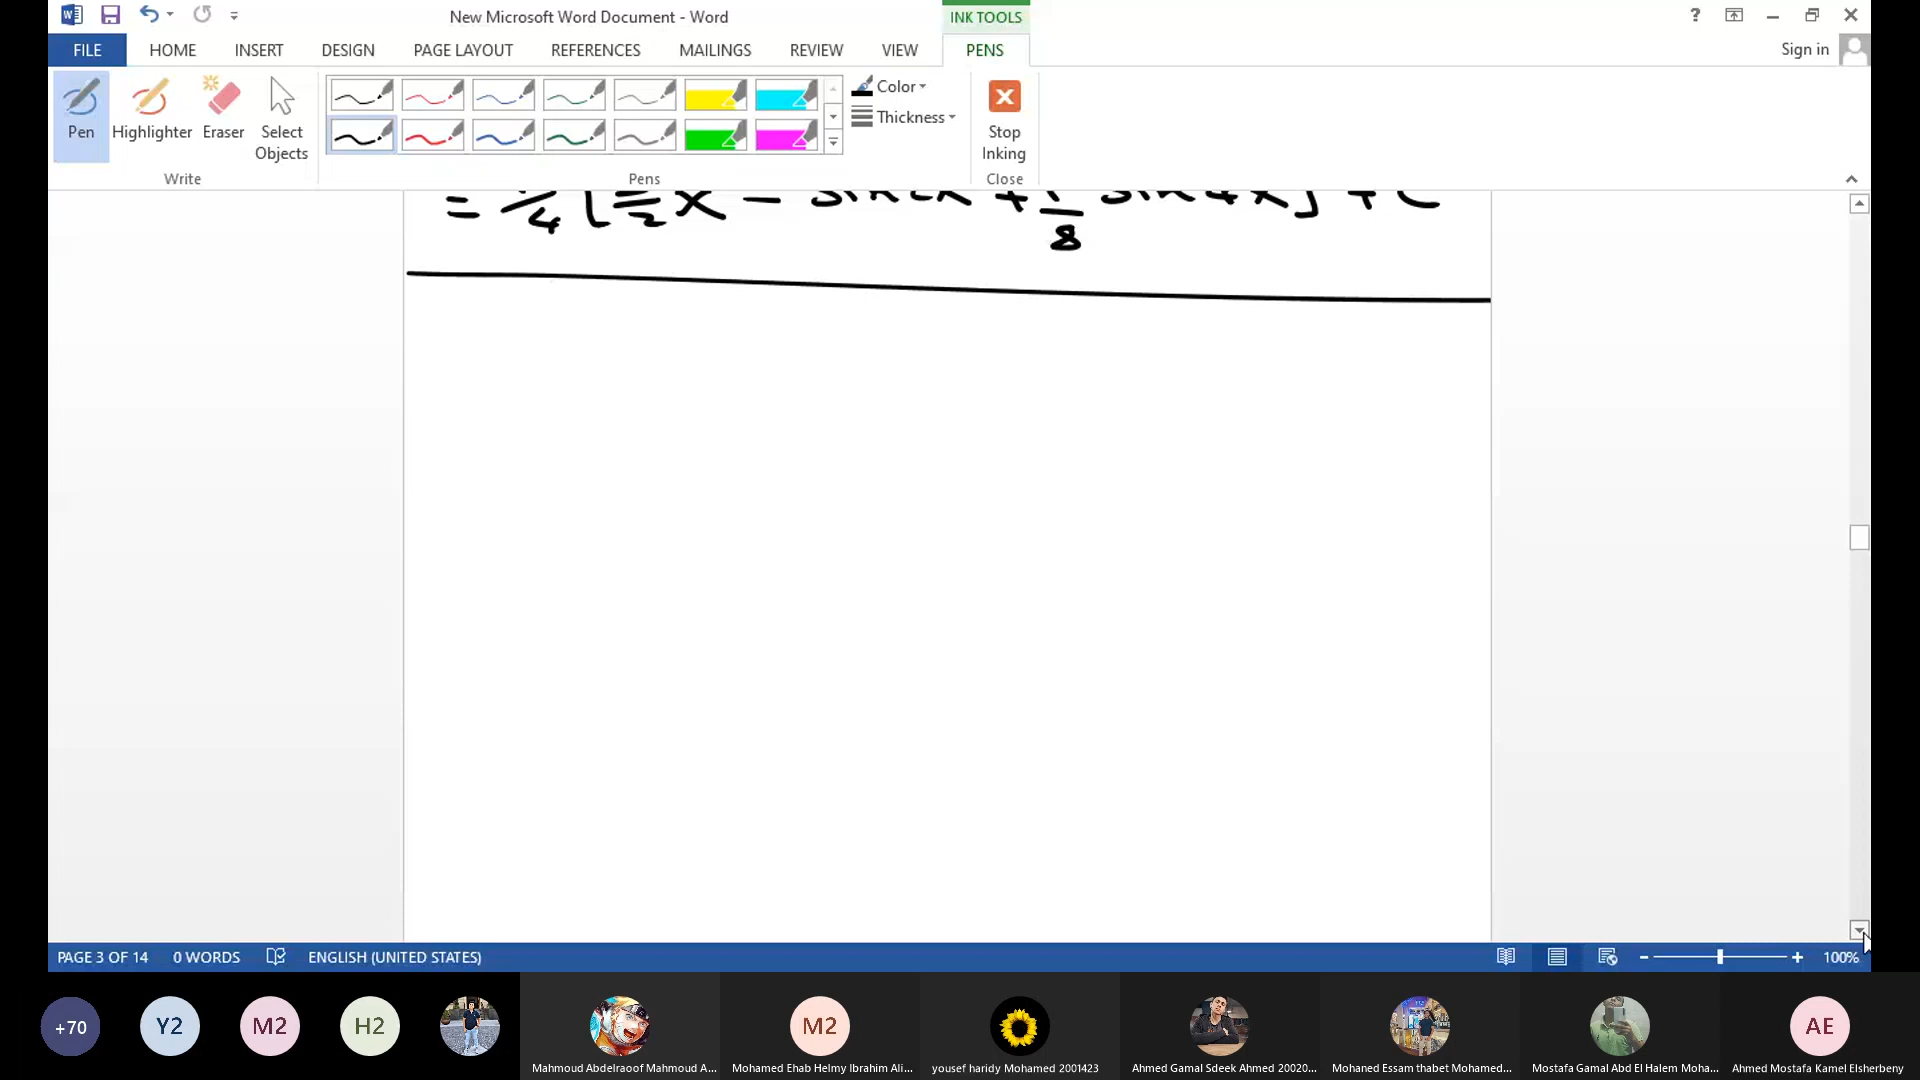 New Microsoft Word Document - Word
INK TOOLS
?
FILE
HOME
INSERT
DESIGN
PAGE LAYOUT
REFERENCES
MAILINGS
REVIEW
VIEW
PENS
Sign in
Pen
Highlighter
Eraser
Select
Objects
Color
Thickness
Stop
Inking
Write
Pens
Close
8
PAGE 3 OF 14
0 WORDS
ENGLISH (UNITED STATES)
100%
+70
Y2
M2
H2
M2
AE
Mahmoud Abdelraoof Mahmoud A...
Mohamed Ehab Helmy Ibrahim Ali...
yousef haridy Mohamed 2001423
Ahmed Gamal Sdeek Ahmed 20020...
Mohaned Essam thabet Mohamed...
Mostafa Gamal Abd El Halem Moha...
Ahmed Mostafa Kamel Elsherbeny